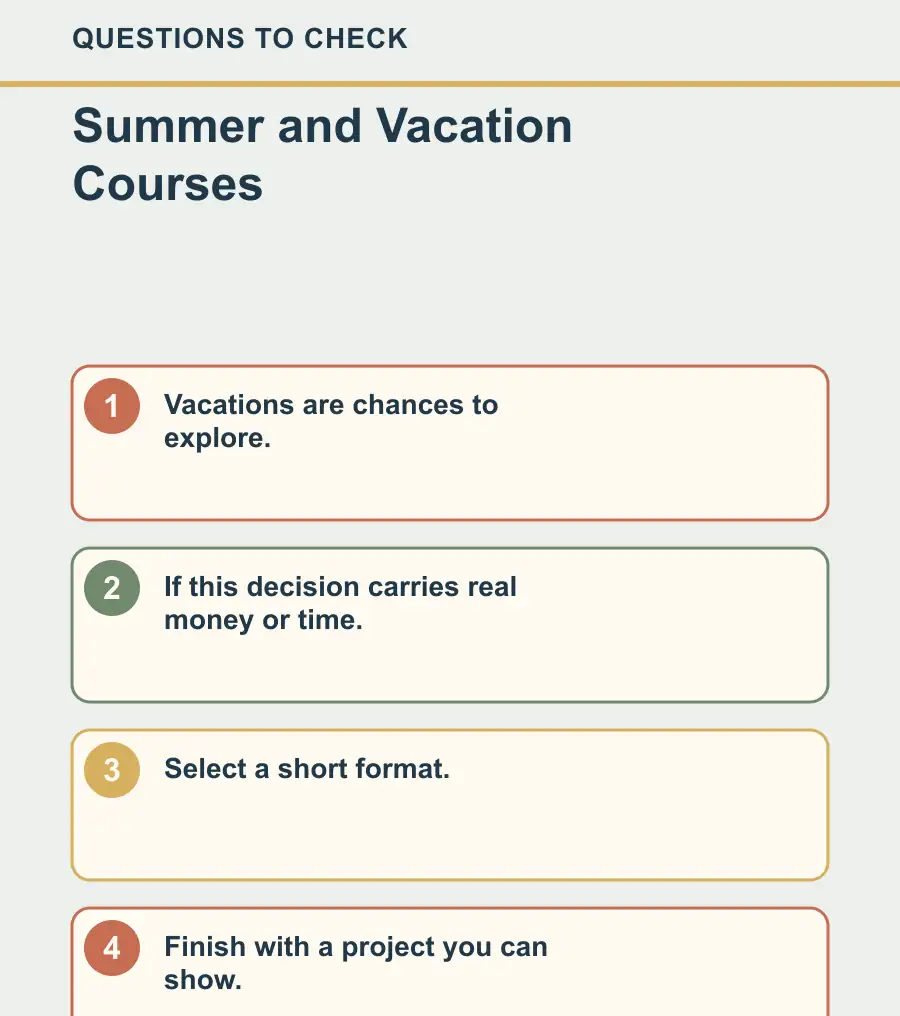 QUESTIONS TO CHECK
Summer and Vacation
Courses
1
Vacations are chances to
explore.
2
If this decision carries real
money or time.
3
Select a short format.
4
Finish with a project you can
show.